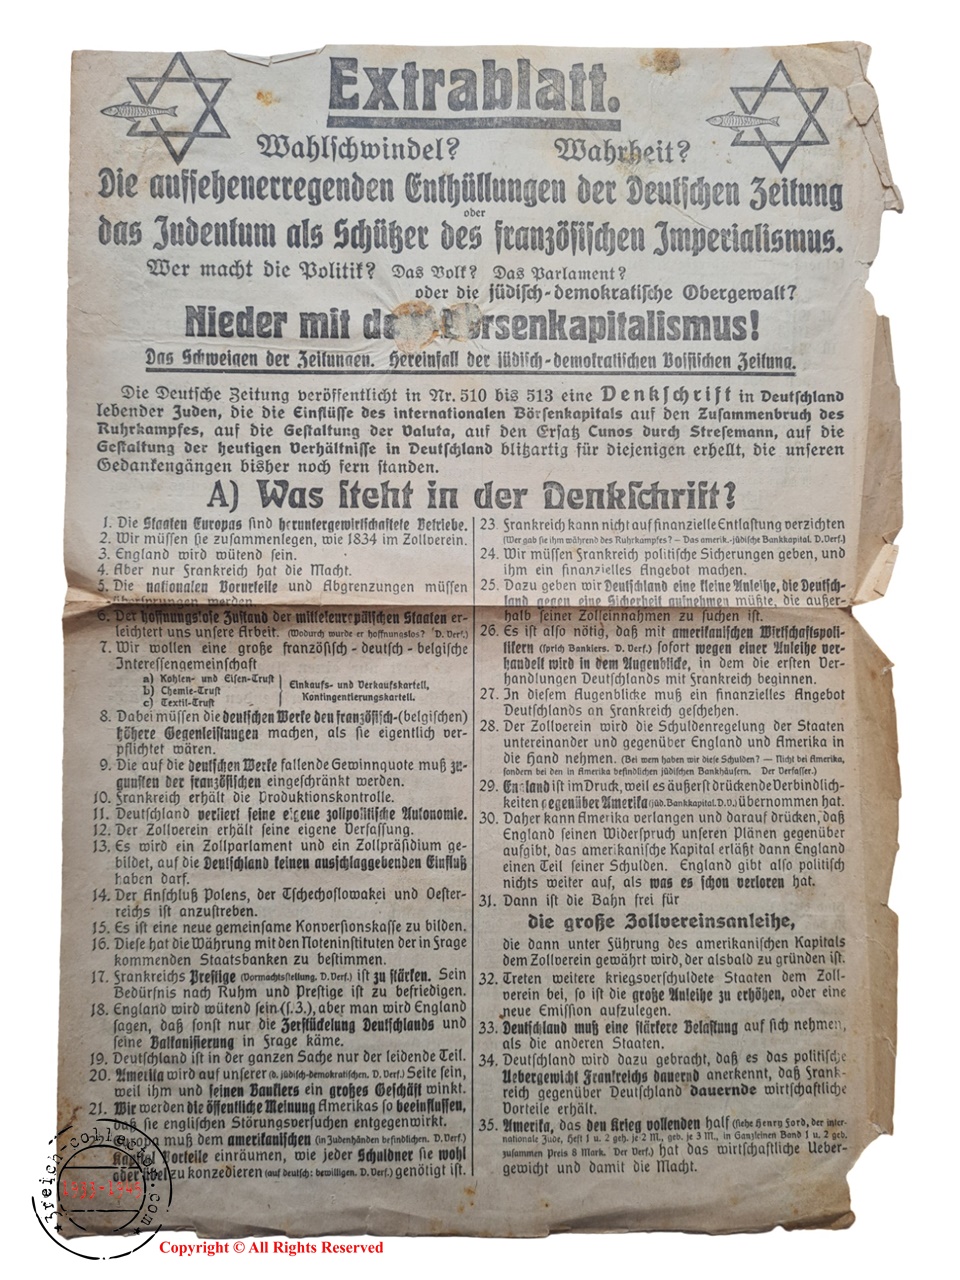 Extrablatt.
Wahlschwindel? Wahrheit?
Die aufsehenerregenden Enthüllungen der Deutschen Zeitung
oder
das Judentum als Schützer des französischen Imperialismus.
Wer macht die Politik? Das Volk? Das Parlament?
oder die jüdisch-demokratische Obergewalt?
Nieder mit rsenkapitalismus!
Das Schweigen der Zeitungen. Hereinfall der jüdisch-demokratischen Vossischen Zeitung.
Die Deutsche Zeitung veröffentlicht in Nr. 510 bis 513 eine Denkschrift in Deutschland
lebender Juden, die die Einflüsse des internationalen Börsenkapitals auf den Zusammenbruch des
Ruhrkampfes, auf die Gestaltung der Valuta, auf den Ersatz Cunos durch Stresemann, auf die
Gestaltung der heutigen Verhältnisse in Deutschland blitzartig für diejenigen erhellt, die unseren
Gedankengängen bisher noch fern standen.
A) Was steht in der Denkschrift?
1. Die Staaten Europas sind heruntergewirtschaftete Betriebe.
2. Wir müssen sie zusammenlegen, wie 1834 im Zollverein.
3. England wird wütend sein.
4. Aber nur Frankreich hat die Macht.
5. Die nationalen Vorurteile und Abgrenzungen müssen
übersprungen werden.
6. Der hoffnungslose Zustand der mitteleuropäischen Staaten er-
leichtert uns unsere Arbeit. (Wodurch wurde er hoffnungslos? D. Verf.)
7. Wir wollen eine große französisch-deutsch-belgische
Interessengemeinschaft
a) Kohlen- und Eisen-Trust
b) Chemie-Trust
c) Textil-Trust
Einkaufs- und Verkaufskartell,
Kontingentierungskartell.
8. Dabei müssen die deutschen Werke den französisch-(belgischen)
höhere Gegenleistungen machen, als sie eigentlich ver-
pflichtet wären.
9. Die auf die deutschen Werke fallende Gewinnquote muß zu-
gunsten der französischen eingeschränkt werden.
10. Frankreich erhält die Produktionskontrolle.
11. Deutschland verliert seine eigene zollpolitische Autonomie.
12. Der Zollverein erhält seine eigene Verfassung.
13. Es wird ein Zollparlament und ein Zollpräsidium ge-
bildet, auf die Deutschland keinen ausschlaggebenden Einfluß
haben darf.
14. Der Anschluß Polens, der Tschechoslowakei und Oester-
reichs ist anzustreben.
15. Es ist eine neue gemeinsame Konversionskasse zu bilden.
16. Diese hat die Währung mit den Noteninstituten der in Frage
kommenden Staatsbanken zu bestimmen.
17. Frankreichs Prestige (Vormachtstellung. D. Verf.) ist zu stärken. Sein
Bedürfnis nach Ruhm und Prestige ist zu befriedigen.
18. England wird wütend sein (s. 3.), aber man wird England
sagen, daß sonst nur die Zerstückelung Deutschlands und
seine Balkanisierung in Frage käme.
19. Deutschland ist in der ganzen Sache nur der leidende Teil.
20. Amerika wird auf unserer (d. jüdisch-demokratischen. D. Verf.) Seite sein,
weil ihm und seinen Bankiers ein großes Geschäft winkt.
21. Wir werden die öffentliche Meinung Amerikas so beeinflussen,
daß sie englischen Störungsversuchen entgegenwirkt.
muß dem amerikanischen (in Judenhänden befindlichen. D. Verf.)
Vorteile einräumen, wie jeder Schuldner sie wohl
oder übel zu konzedieren (auf deutsch: bewilligen. D. Verf.) genötigt ist.
23. Frankreich kann nicht auf finanzielle Entlastung verzichten
(Wer gab sie ihm während des Ruhrkampfes? — Das amerik.-jüdische Bankkapital. D. Verf.)
24. Wir müssen Frankreich politische Sicherungen geben, und
ihm ein finanzielles Angebot machen.
25. Dazu geben wir Deutschland eine kleine Anleihe, die Deutsch-
land gegen eine Sicherheit aufnehmen müßte, die außer-
halb seiner Zolleinnahmen zu suchen ist.
26. Es ist also nötig, daß mit amerikanischen Wirtschaftspoli-
tikern (sprich Bankiers. D. Verf.) sofort wegen einer Anleihe ver-
handelt wird in dem Augenblicke, in dem die ersten Ver-
handlungen Deutschlands mit Frankreich beginnen.
27. In diesem Augenblicke muß ein finanzielles Angebot
Deutschlands an Frankreich geschehen.
28. Der Zollverein wird die Schuldenregelung der Staaten
untereinander und gegenüber England und Amerika in
die Hand nehmen. (Bei wem haben wir diese Schulden? — Nicht bei Amerika,
sondern bei den in Amerika befindlichen jüdischen Bankhäusern. Der Verfasser.)
29. England ist im Druck, weil es äußerst drückende Verbindlich-
keiten gegenüber Amerika (jüd. Bankkapital. D. V.) übernommen hat.
30. Daher kann Amerika verlangen und darauf drücken, daß
England seinen Widerspruch unseren Plänen gegenüber
aufgibt, das amerikanische Kapital erläßt dann England
einen Teil seiner Schulden. England gibt also politisch
nichts weiter auf, als was es schon verloren hat.
31. Dann ist die Bahn frei für
die große Zollvereinsanleihe,
die dann unter Führung des amerikanischen Kapitals
dem Zollverein gewährt wird, der alsbald zu gründen ist.
32. Treten weitere kriegsverschuldete Staaten dem Zoll-
verein bei, so ist die große Anleihe zu erhöhen, oder eine
neue Emission aufzulegen.
33. Deutschland muß eine stärkere Belastung auf sich nehmen,
als die anderen Staaten.
34. Deutschland wird dazu gebracht, daß es das politische
Uebergewicht Frankreichs dauernd anerkennt, daß Frank-
reich gegenüber Deutschland dauernde wirtschaftliche
Vorteile erhält.
35. Amerika, das den Krieg vollenden half (siehe Henry Ford, der inter-
nationale Jude, Heft 1 u. 2 geh. je 2 M., geb. je 3 M., in Ganzleinen Band 1 u. 2 geb.
zusammen Preis 8 Mark. Der Verf.) hat das wirtschaftliche Ueber-
gewicht und damit die Macht.
3reich-collector.com
1933-1945
Copyright © All Rights Reserved